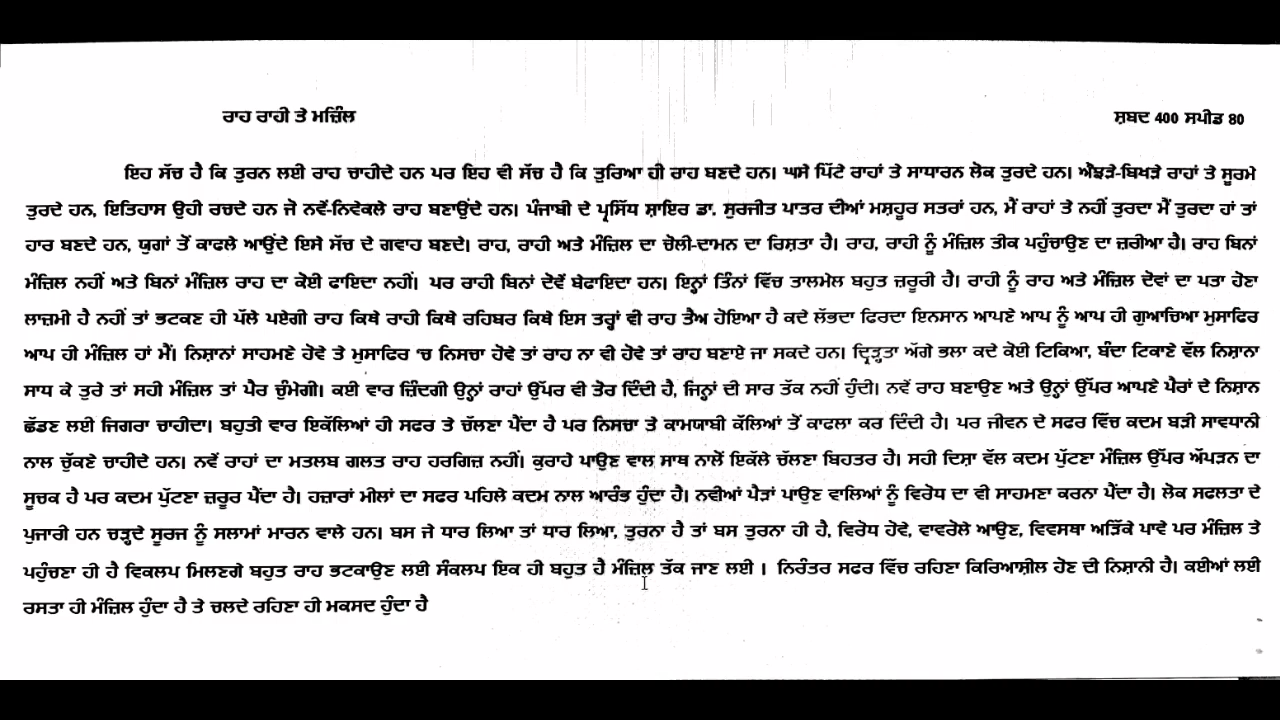 ਰਾਹ ਰਾਹੀ ਤੇ ਮਜ਼ਿੰਲ
ਸ਼ਬਦ 400 ਸਪੀਡ 80
ਇਹ ਸੱਚ ਹੈ ਕਿ ਤੁਰਨ ਲਈ ਰਾਹ ਚਾਹੀਦੇ ਹਨ ਪਰ ਇਹ ਵੀ ਸੱਚ ਹੈ ਕਿ ਤੁਰਿਆ ਹੀ ਰਾਹ ਬਣਦੇ ਹਨ। ਘਸੇ ਪਿੱਟੇ ਰਾਹਾਂ ਤੇ ਸਾਧਾਰਨ ਲੋਕ ਤੁਰਦੇ ਹਨ। ਔਝੜੇ-ਬਿਖੜੇ ਰਾਹਾਂ ਤੇ ਸੂਰਮੇ
ਤੁਰਦੇ ਹਨ, ਇਤਿਹਾਸ ਉਹੀ ਰਚਦੇ ਹਨ ਜੋ ਨਵੇਂ-ਨਿਵੇਕਲੇ ਰਾਹ ਬਣਾਉਂਦੇ ਹਨ। ਪੰਜਾਬੀ ਦੇ ਪ੍ਰਸਿੱਧ ਸ਼ਾਇਰ ਡਾ. ਸੁਰਜੀਤ ਪਾਤਰ ਦੀਆਂ ਮਸ਼ਹੂਰ ਸਤਰਾਂ ਹਨ, ਮੈਂ ਰਾਹਾਂ ਤੇ ਨਹੀਂ ਤੁਰਦਾ ਮੈਂ ਤੁਰਦਾ ਹਾਂ ਤਾਂ
ਹਾਰ ਬਣਦੇ ਹਨ, ਯੁਗਾਂ ਤੋਂ ਕਾਫਲੇ ਆਉਂਦੇ ਇਸੇ ਸੱਚ ਦੇ ਗਵਾਹ ਬਣਦੇ। ਰਾਹ, ਰਾਹੀ ਅਤੇ ਮੰਜ਼ਿਲ ਦਾ ਚੋਲੀ-ਦਾਮਨ ਦਾ ਰਿਸ਼ਤਾ ਹੈ। ਰਾਹ, ਰਾਹੀ ਨੂੰ ਮੰਜ਼ਿਲ ਤੀਕ ਪਹੁੰਚਾਉਣ ਦਾ ਜ਼ਰੀਆ ਹੈ। ਰਾਹ ਬਿਨਾਂ
ਮੰਜ਼ਿਲ ਨਹੀਂ ਅਤੇ ਬਿਨਾਂ ਮੰਜ਼ਿਲ ਰਾਹ ਦਾ ਕੋਈ ਫਾਇਦਾ ਨਹੀਂ। ਪਰ ਰਾਹੀ ਬਿਨਾਂ ਦੋਵੇਂ ਬੇਫਾਇਦਾ ਹਨ। ਇਨ੍ਹਾਂ ਤਿੰਨਾਂ ਵਿੱਚ ਤਾਲਮੇਲ ਬਹੁਤ ਜ਼ਰੂਰੀ ਹੈ। ਰਾਹੀ ਨੂੰ ਰਾਹ ਅਤੇ ਮੰਜ਼ਿਲ ਦੋਵਾਂ ਦਾ ਪਤਾ ਹੋਣਾ
ਲਾਜ਼ਮੀ ਹੈ ਨਹੀਂ ਤਾਂ ਭਟਕਣ ਹੀ ਪੱਲੇ ਪਏਗੀ ਰਾਹ ਕਿਥੇ ਰਾਹੀ ਕਿਥੇ ਰਹਿਬਰ ਕਿਥੇ ਇਸ ਤਰ੍ਹਾਂ ਵੀ ਰਾਹ ਤੈਅ ਹੋਇਆ ਹੈ ਕਦੇ ਲੱਭਦਾ ਫਿਰਦਾ ਇਨਸਾਨ ਆਪਣੇ ਆਪ ਨੂੰ ਆਪ ਹੀ ਗੁਆਚਿਆ ਮੁਸਾਫਿਰ
ਆਪ ਹੀ ਮੰਜ਼ਿਲ ਹਾਂ ਮੈਂ। ਨਿਸ਼ਾਨਾਂ ਸਾਹਮਣੇ ਹੋਵੇ ਤੇ ਮੁਸਾਫਿਰ 'ਚ ਨਿਸਚਾ ਹੋਵੇ ਤਾਂ ਰਾਹ ਨਾ ਵੀ ਹੋਵੇ ਤਾਂ ਰਾਹ ਬਣਾਏ ਜਾ ਸਕਦੇ ਹਨ। ਦ੍ਰਿੜ੍ਹਤਾ ਅੱਗੇ ਭਲਾ ਕਦੇ ਕੋਈ ਟਿਕਿਆ, ਬੰਦਾ ਟਿਕਾਣੇ ਵੱਲ ਨਿਸ਼ਾਨਾ
ਸਾਧ ਕੇ ਤੁਰੇ ਤਾਂ ਸਹੀ ਮੰਜ਼ਿਲ ਤਾਂ ਪੈਰ ਚੁੰਮੇਗੀ। ਕਈ ਵਾਰ ਜ਼ਿੰਦਗੀ ਉਨ੍ਹਾਂ ਰਾਹਾਂ ਉੱਪਰ ਵੀ ਤੋਰ ਦਿੰਦੀ ਹੈ, ਜਿਨ੍ਹਾਂ ਦੀ ਸਾਰ ਤੱਕ ਨਹੀਂ ਹੁੰਦੀ। ਨਵੇਂ ਰਾਹ ਬਣਾਉਣ ਅਤੇ ਉਨ੍ਹਾਂ ਉੱਪਰ ਆਪਣੇ ਪੈਰਾਂ ਦੇ ਨਿਸ਼ਾਨ
ਛੱਡਣ ਲਈ ਜਿਗਰਾ ਚਾਹੀਦਾ। ਬਹੁਤੀ ਵਾਰ ਇਕੱਲਿਆਂ ਹੀ ਸਫਰ ਤੇ ਚੱਲਣਾ ਪੈਂਦਾ ਹੈ ਪਰ ਨਿਸਚਾ ਤੇ ਕਾਮਯਾਬੀ ਕੱਲਿਆਂ ਤੋਂ ਕਾਫਲਾ ਕਰ ਦਿੰਦੀ ਹੈ। ਪਰ ਜੀਵਨ ਦੇ ਸਫਰ ਵਿੱਚ ਕਦਮ ਬੜੀ ਸਾਵਧਾਨੀ
ਨਾਲ ਚੁੱਕਣੇ ਚਾਹੀਦੇ ਹਨ। ਨਵੇਂ ਰਾਹਾਂ ਦਾ ਮਤਲਬ ਗਲਤ ਰਾਹ ਹਰਗਿਜ਼ ਨਹੀਂ। ਕੁਰਾਹੇ ਪਾਉਣ ਵਾਲ ਸਾਥ ਨਾਲੋਂ ਇਕੱਲੇ ਚੱਲਣਾ ਬਿਹਤਰ ਹੈ। ਸਹੀ ਦਿਸ਼ਾ ਵੱਲ ਕਦਮ ਪੁੱਟਣਾ ਮੰਜ਼ਿਲ ਉੱਪਰ ਅੱਪੜਨ ਦਾ
ਸੂਚਕ ਹੈ ਪਰ ਕਦਮ ਪੁੱਟਣਾ ਜ਼ਰੂਰ ਪੈਂਦਾ ਹੈ। ਹਜ਼ਾਰਾਂ ਮੀਲਾਂ ਦਾ ਸਫਰ ਪਹਿਲੇ ਕਦਮ ਨਾਲ ਆਰੰਭ ਹੁੰਦਾ ਹੈ। ਨਵੀਆਂ ਪੈੜਾਂ ਪਾਉਣ ਵਾਲਿਆਂ ਨੂੰ ਵਿਰੋਧ ਦਾ ਵੀ ਸਾਹਮਣਾ ਕਰਨਾ ਪੈਂਦਾ ਹੈ। ਲੋਕ ਸਫਲਤਾ ਦੇ
ਪੁਜਾਰੀ ਹਨ ਚੜ੍ਹਦੇ ਸੂਰਜ ਨੂੰ ਸਲਾਮਾਂ ਮਾਰਨ ਵਾਲੇ ਹਨ। ਬਸ ਜੇ ਧਾਰ ਲਿਆ ਤਾਂ ਧਾਰ ਲਿਆ, ਤੁਰਨਾ ਹੈ ਤਾਂ ਬਸ ਤੁਰਨਾ ਹੀ ਹੈ, ਵਿਰੋਧ ਹੋਵੇ, ਵਾਵਰੋਲੇ ਆਉਣ, ਵਿਵਸਥਾ ਅੜਿੱਕੇ ਪਾਵੇ ਪਰ ਮੰਜ਼ਿਲ ਤੇ
ਪਹੁੰਚਣਾ ਹੀ ਹੈ ਵਿਕਲਪ ਮਿਲਣਗੇ ਬਹੁਤ ਰਾਹ ਭਟਕਾਉਣ ਲਈ ਸੰਕਲਪ ਇਕ ਹੀ ਬਹੁਤ ਹੈ ਮੰਜ਼ਿਲ ਤੱਕ ਜਾਣ ਲਈ । ਨਿਰੰਤਰ ਸਫਰ ਵਿੱਚ ਰਹਿਣਾ ਕਿਰਿਆਸ਼ੀਲ ਹੋਣ ਦੀ ਨਿਸ਼ਾਨੀ ਹੈ। ਕਈਆਂ ਲਈ
ਰਸਤਾ ਹੀ ਮੰਜ਼ਿਲ ਹੁੰਦਾ ਹੈ ਤੇ ਚਲਦੇ ਰਹਿਣਾ ਹੀ ਮਕਸਦ ਹੁੰਦਾ ਹੈ